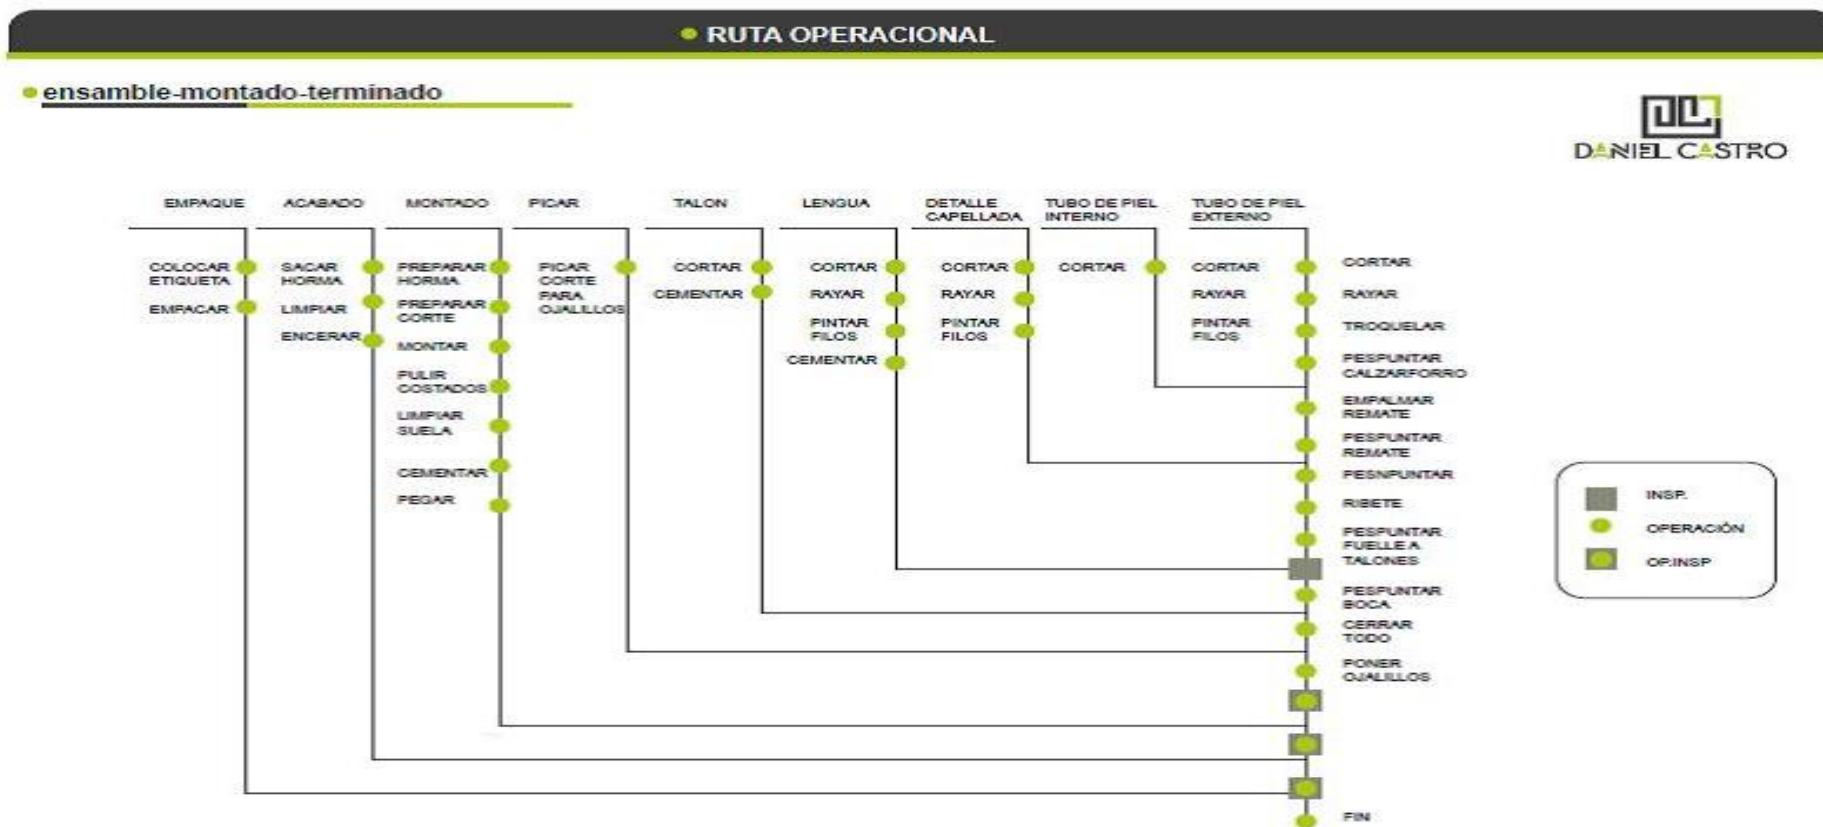 RUTA OPERACIONAL
ensamble-montado-terminado
DANIEL CASTRO
EMPAQUE
COLOCAR
ETIQUETA
EMPACAR
ACABADO
SACAR
HORMA
LIMPIAR
ENCERAR
MONTADO
PREPARAR
HORMA
PREPARAR
CORTE
MONTAR
PULIR
COSTADOS
LIMPIAR
SUELA
CEMENTAR
PEGAR
PICAR
PICAR
CORTE
PARA
OJALILLOS
TALON
CORTAR
CEMENTAR
LENGUA
CORTAR
RAYAR
PINTAR
FILOS
CEMENTAR
DETALLE
CAPELLADA
CORTAR
RAYAR
PINTAR
FILOS
TUBO DE PIEL
INTERNO
CORTAR
TUBO DE PIEL
EXTERNO
CORTAR
RAYAR
PINTAR
FILOS
CORTAR
RAYAR
TROQUELAR
PESPUNTAR
CALZARFORRO
EMPALMAR
REMATE
PESPUNTAR
REMATE
PESNPUNTAR
RIBETE
PESPUNTAR
FUELLE A
TALONES
PESPUNTAR
BOCA
CERRAR
TODO
PONER
OJALILLOS
FIN
INSP.
OPERACIÓN
OP.INSP